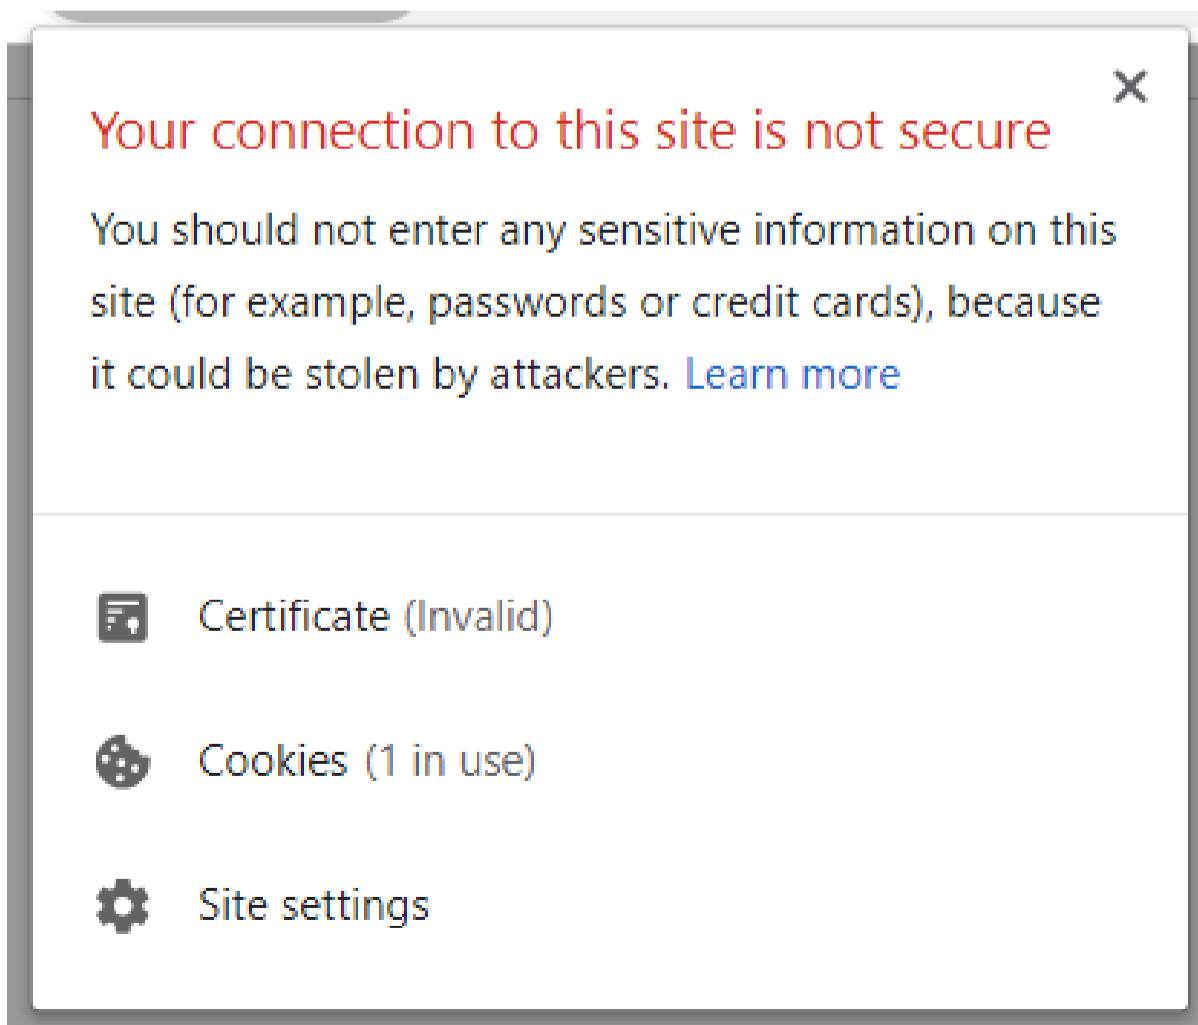 Your connection to this site is not secure
You should not enter any sensitive information on this
site (for example, passwords or credit cards), because
it could be stolen by attackers. Learn more
Certificate (Invalid)
Cookies (1 in use)
Site settings